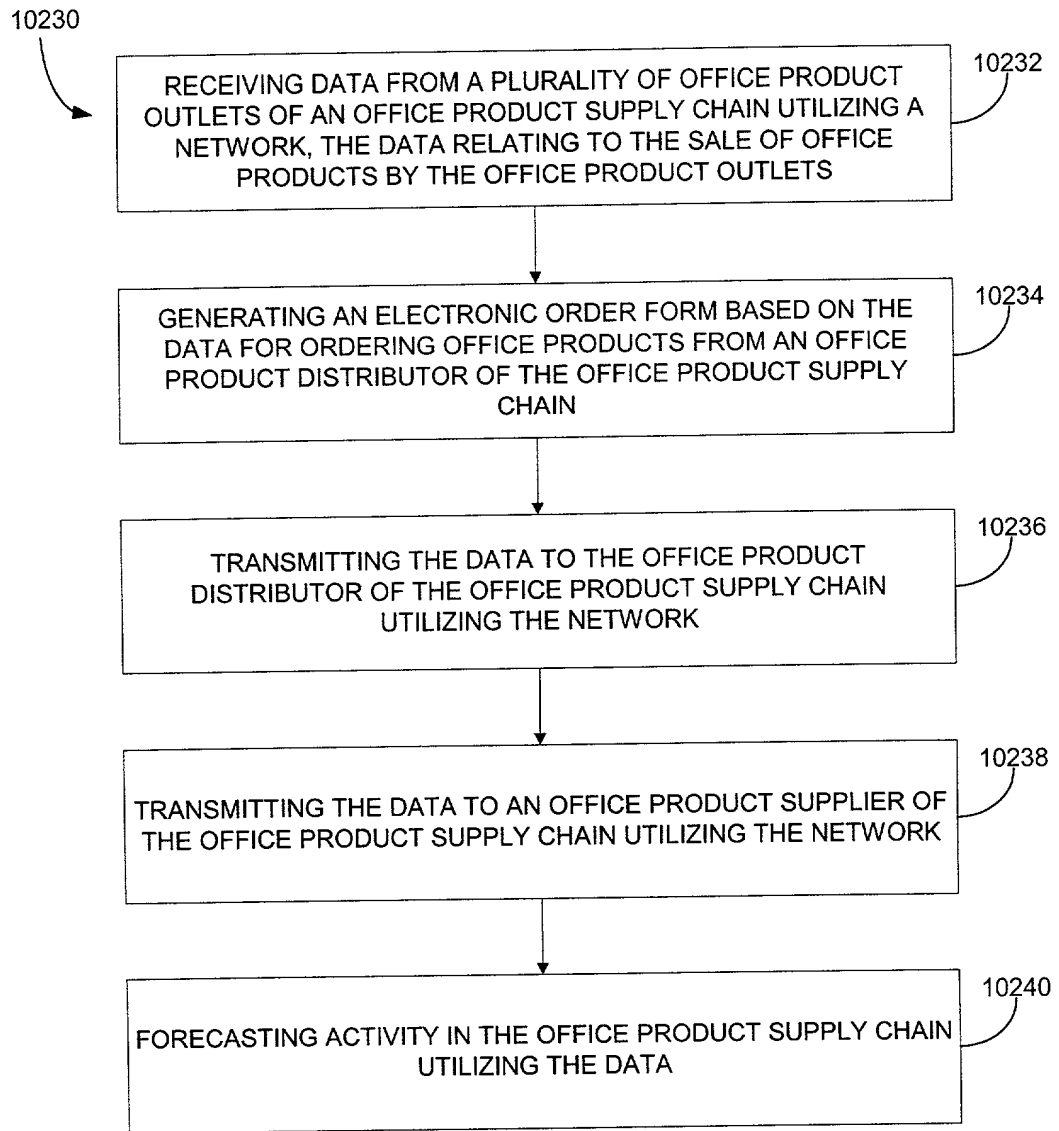 10230
RECEIVING DATA FROM A PLURALITY OF OFFICE PRODUCT
OUTLETS OF AN OFFICE PRODUCT SUPPLY CHAIN UTILIZING A
NETWORK, THE DATA RELATING TO THE SALE OF OFFICE
PRODUCTS BY THE OFFICE PRODUCT OUTLETS
10232
GENERATING AN ELECTRONIC ORDER FORM BASED ON THE
DATA FOR ORDERING OFFICE PRODUCTS FROM AN OFFICE
PRODUCT DISTRIBUTOR OF THE OFFICE PRODUCT SUPPLY
CHAIN
10234
TRANSMITTING THE DATA TO THE OFFICE PRODUCT
DISTRIBUTOR OF THE OFFICE PRODUCT SUPPLY CHAIN
UTILIZING THE NETWORK
10236
TRANSMITTING THE DATA TO AN OFFICE PRODUCT SUPPLIER OF
THE OFFICE PRODUCT SUPPLY CHAIN UTILIZING THE NETWORK
10238
FORECASTING ACTIVITY IN THE OFFICE PRODUCT SUPPLY CHAIN
UTILIZING THE DATA
10240